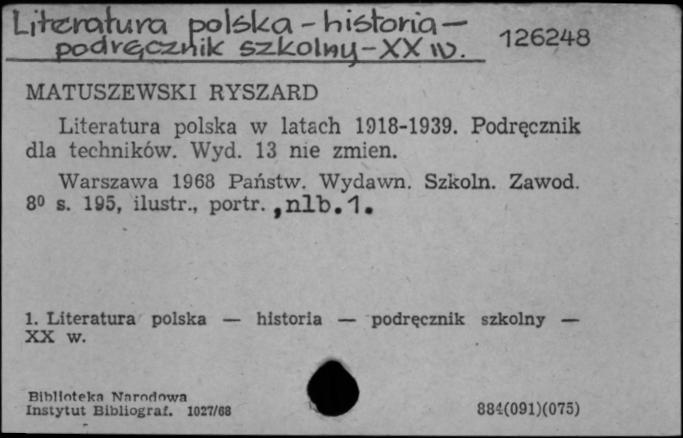 Literatura polska - historia -
podręcznik szkolny - XX w.
126248
MATUSZEWSKI RYSZARD
Literatura polska w latach 1918-1939. Podręcznik
dla techników. Wyd. 13 nie zmien.
Warszawa 1968 Państw. Wydawn. Szkoln. Zawod.
8⁰ s. 195, ilustr., portr. , nlb. 1.
1. Literatura polska — historia — podręcznik szkolny —
XX w.
Biblioteka Narodowa
Instytut Bibliograf. 1027/68
884(091)(075)